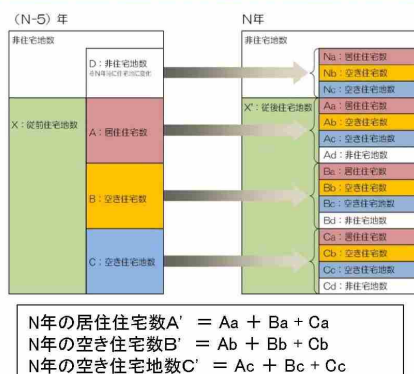 (N-5) 年
N年
非住宅地数
非住宅地数
D:非住宅地数
X:従前住宅地数
A:居住住宅数
B:空き住宅数
C:空き住宅地数
Na:居住住宅数
Nb:空き住宅数
Nc:空き住宅地数
X':従後住宅地数
Aa:居住住宅数
Ab:空き住宅数
Ac:空き住宅地数
Ad:非住宅地数
Ba:居住住宅数
Bb:空き住宅数
Bc:空き住宅地数
Bd:非住宅地数
Ca:居住住宅数
Cb:空き住宅数
Cc:空き住宅地数
Cd:非住宅地数
N年の居住住宅数A' = Aa + Ba + Ca
N年の空き住宅数B' = Ab + Bb + Cb
N年の空き住宅地数C' = Ac + Bc + Cc